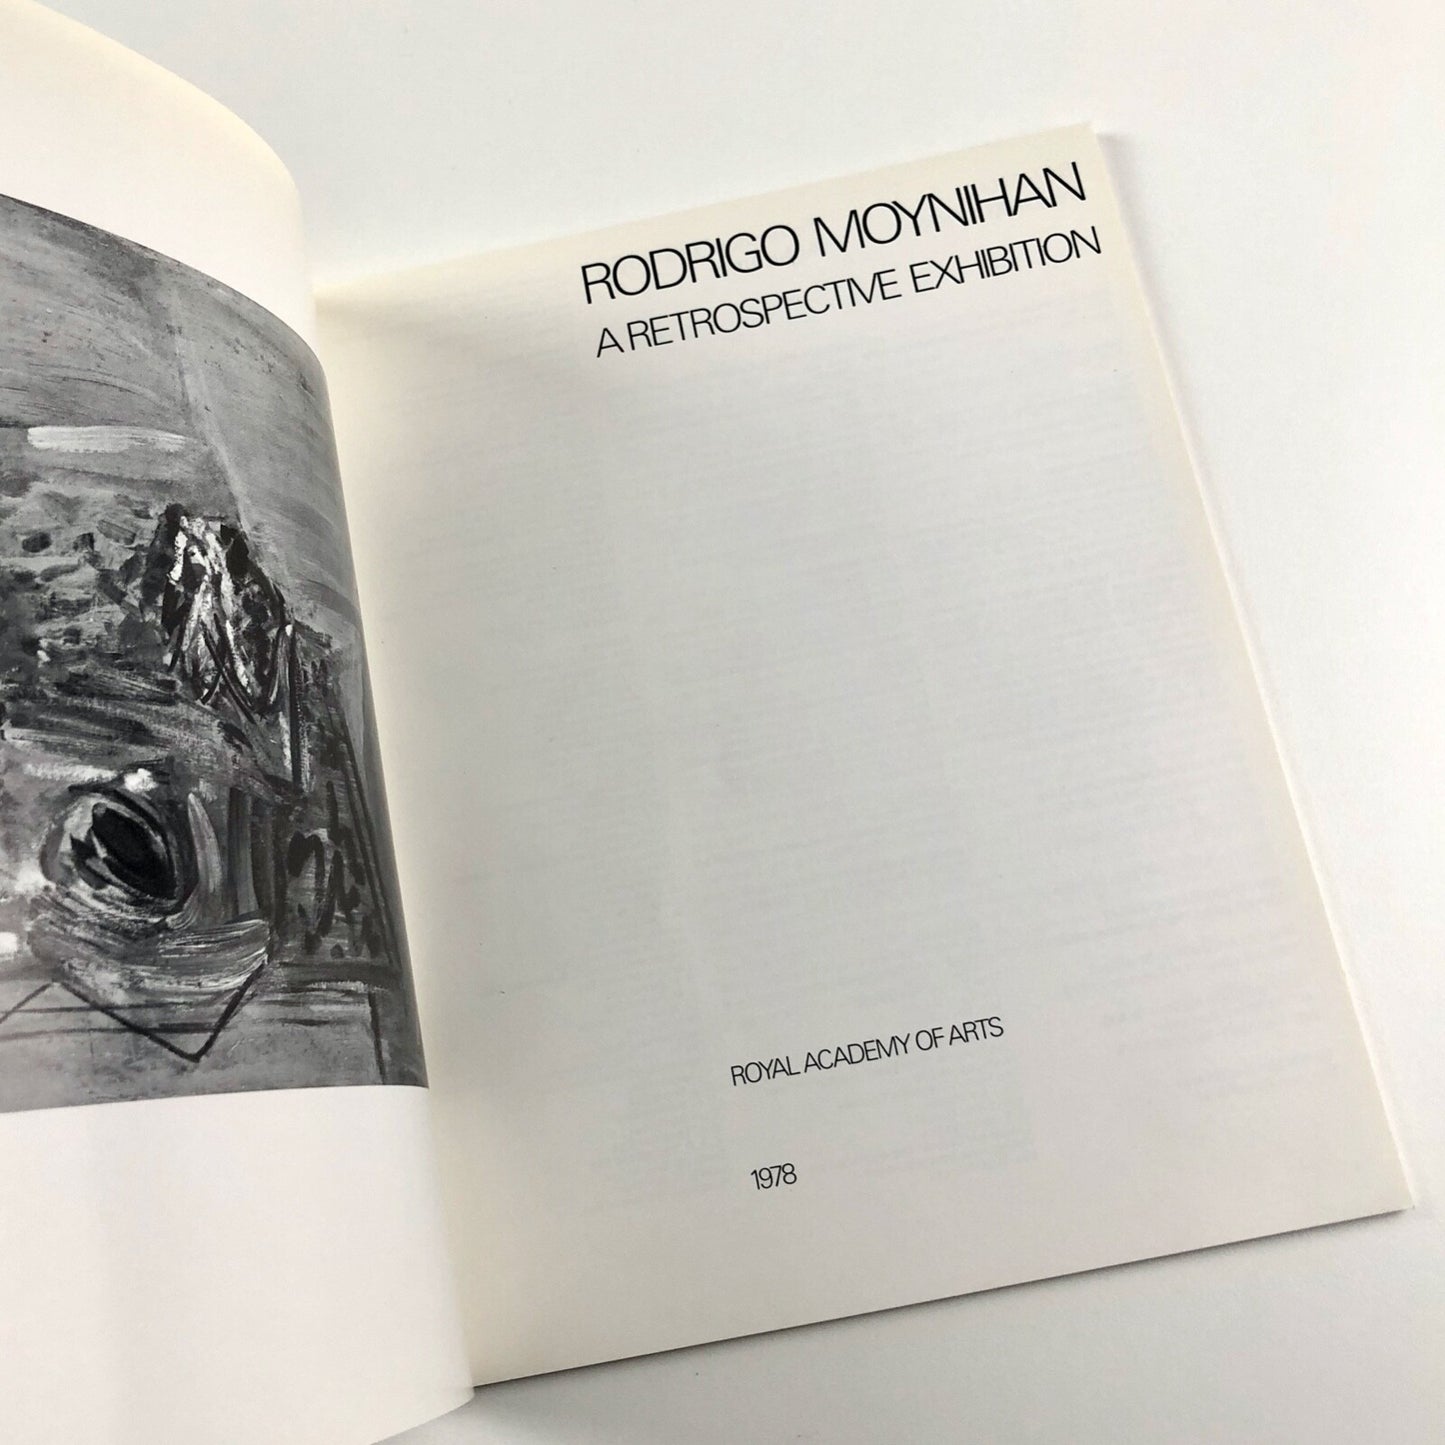 RODRIGO MOYNIHAN
A RETROSPECTIVE EXHIBITION
ROYAL ACADEMY OF ARTS
1978